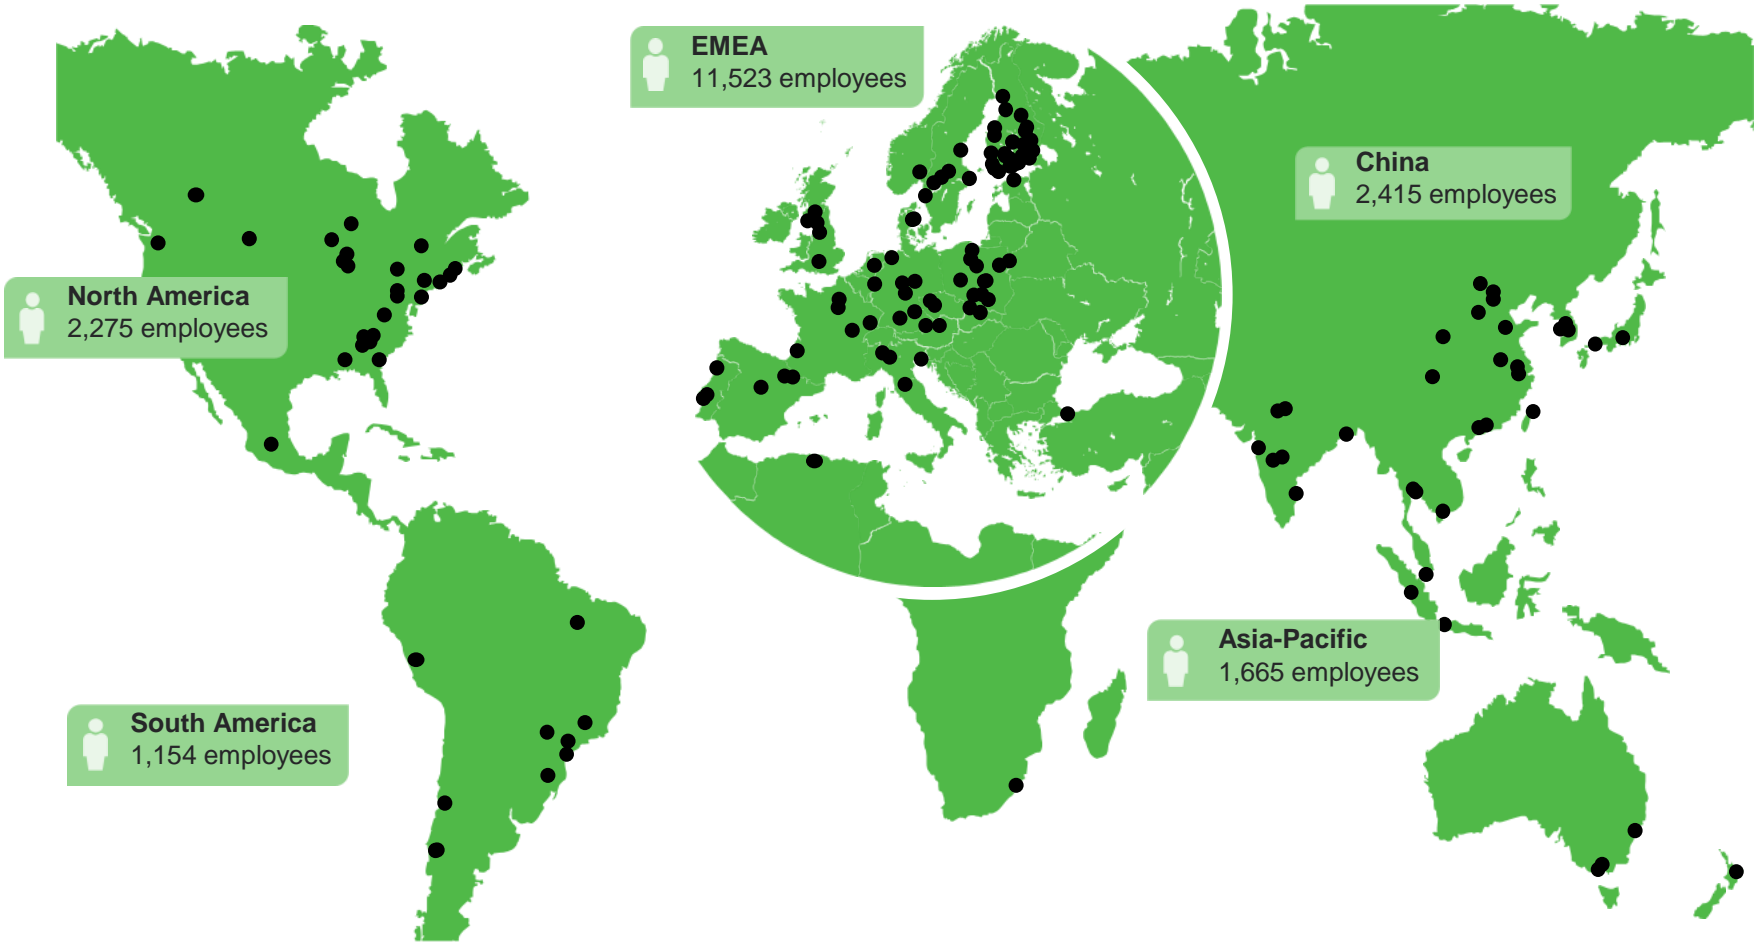 EMEA
11,523 employees
China
2,415 employees
North America
2,275 employees
Asia-Pacific
1,665 employees
South America
1,154 employees